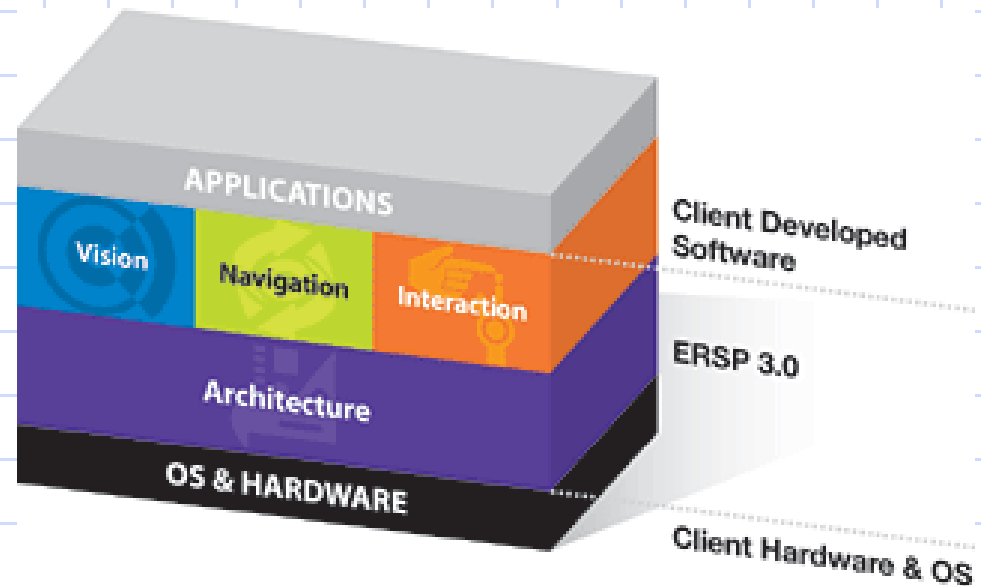 APPLICATIONS
Vision
Navigation
Interaction
Architecture
OS & HARDWARE
Client Developed
Software
ERSP 3.0
Client Hardware & OS